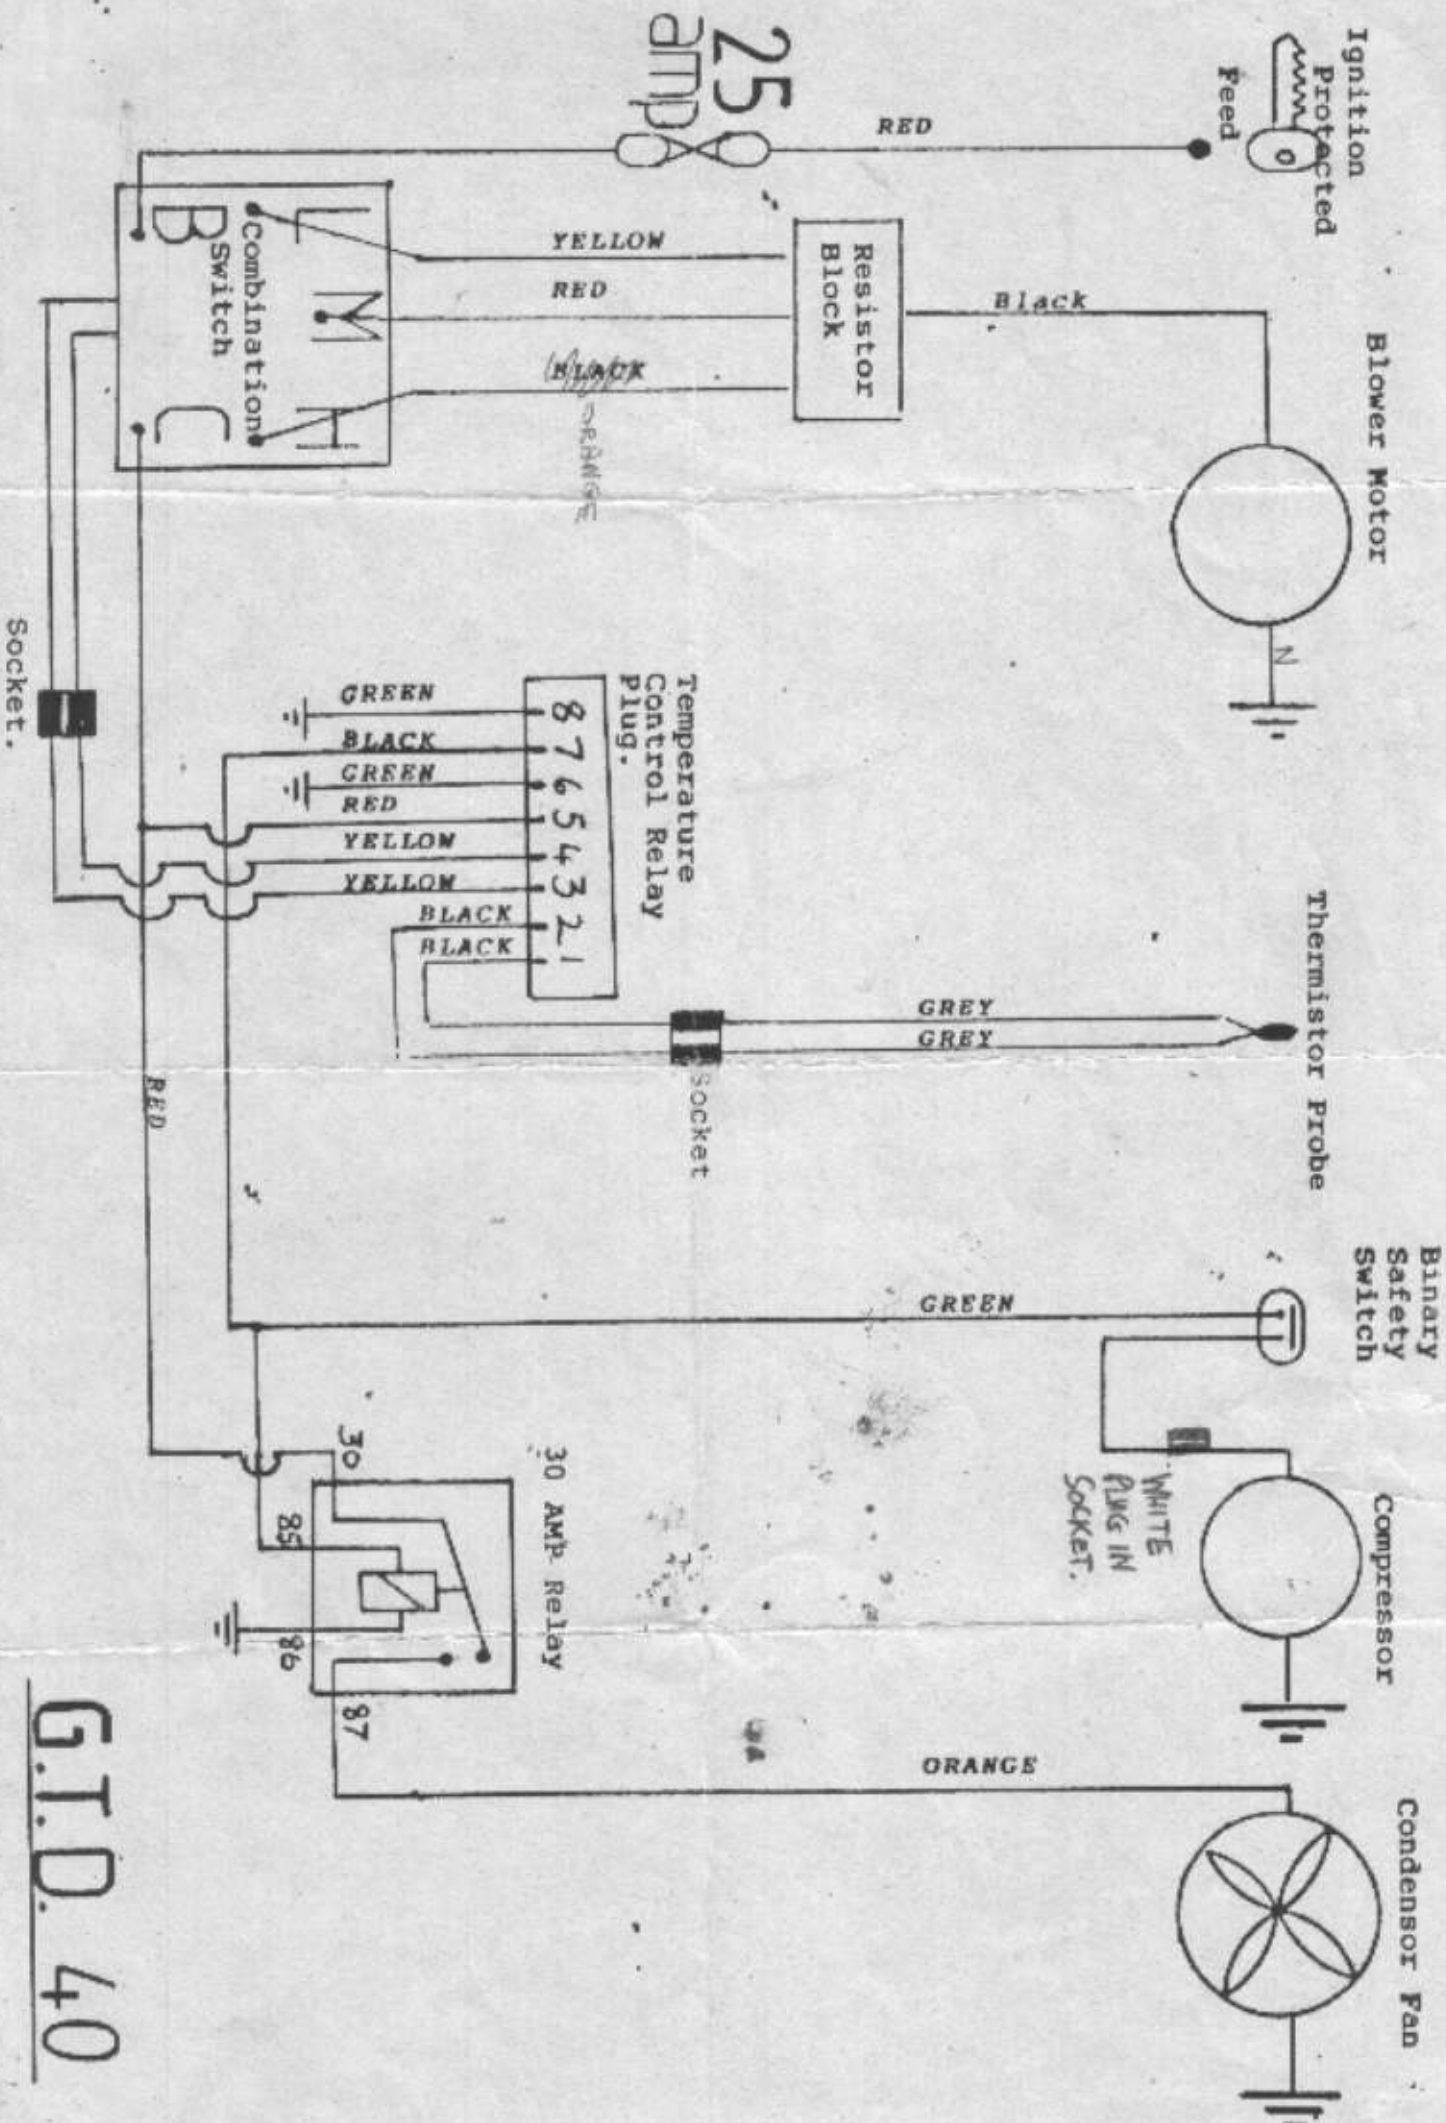 Ignition
Protected
Feed
Blower Motor
Thermistor Probe
Binary
Safety
Switch
Compressor
Condensor Fan
RED
25
amp
Resistor
Block
Black
YELLOW
RED
BLACK
ORANGE
L M H
Combination
Switch
B C
N
Temperature
Control Relay
Plug.
8 7 6 5 4 3 2 1
GREEN
BLACK
GREEN
RED
YELLOW
YELLOW
BLACK
BLACK
GREY
GREY
Socket
Socket.
GREEN
WHITE
PLUG IN
SOCKET.
30 AMP Relay
30
85
86
87
RED
ORANGE
G.T.D. 40